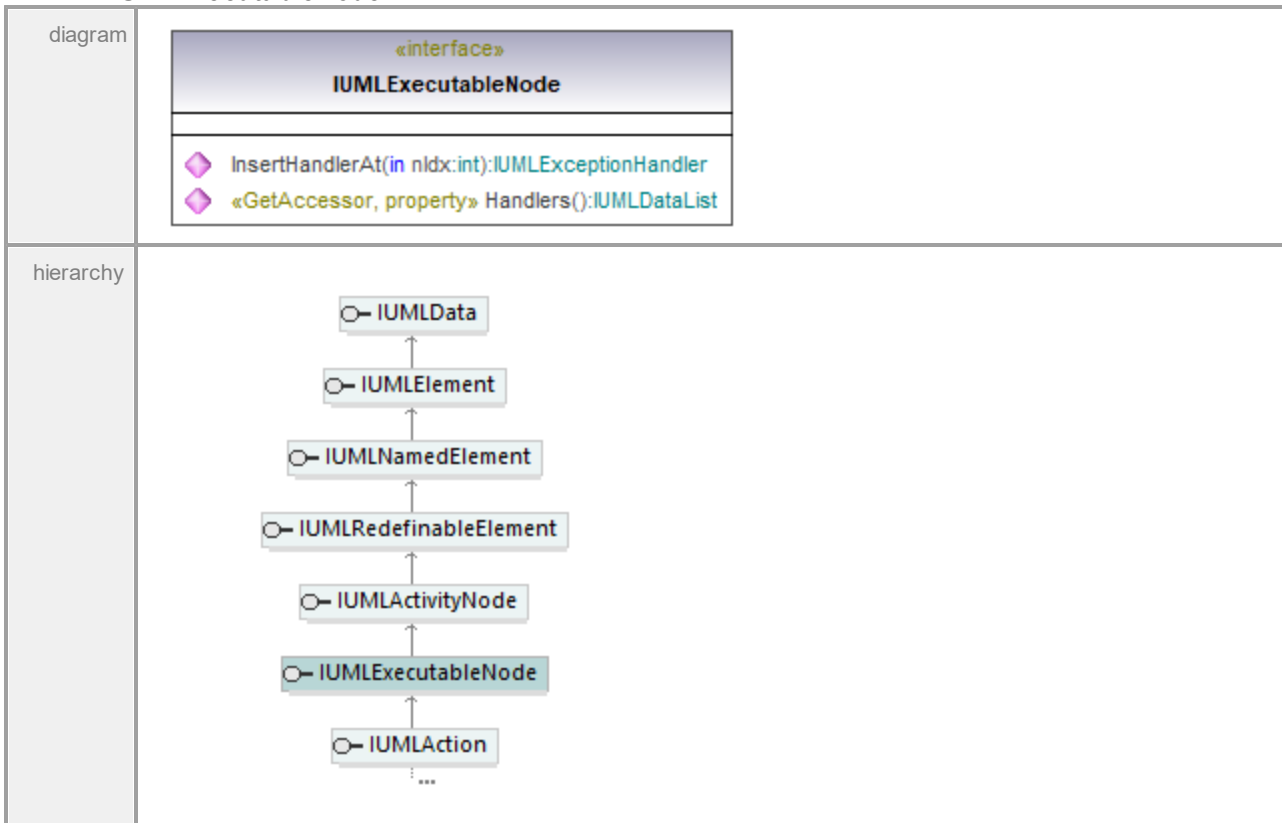 diagram
«interface»
IUMLExecutableNode
InsertHandlerAt(in nIdx:int):IUMLExceptionHandler
«GetAccessor, property» Handlers():IUMLDataList
hierarchy
IUMLData
IUMLElement
IUMLNamedElement
IUMLRedefinableElement
IUMLActivityNode
IUMLExecutableNode
IUMLAction
...